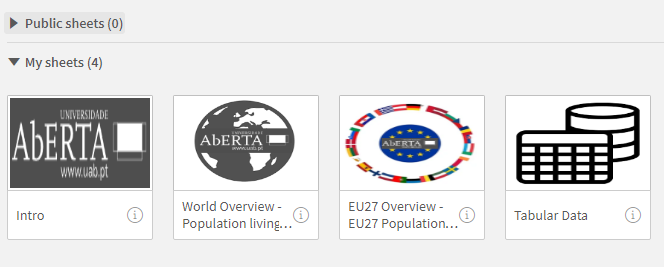 Public sheets (0)
My sheets (4)
UNIVERSIDADE
AbERTA
www.uab.pt
UNIVERSIDADE
AbERTA
www.uab.pt
AbERTA
Intro
World Overview -
Population living...
EU27 Overview -
EU27 Population...
Tabular Data